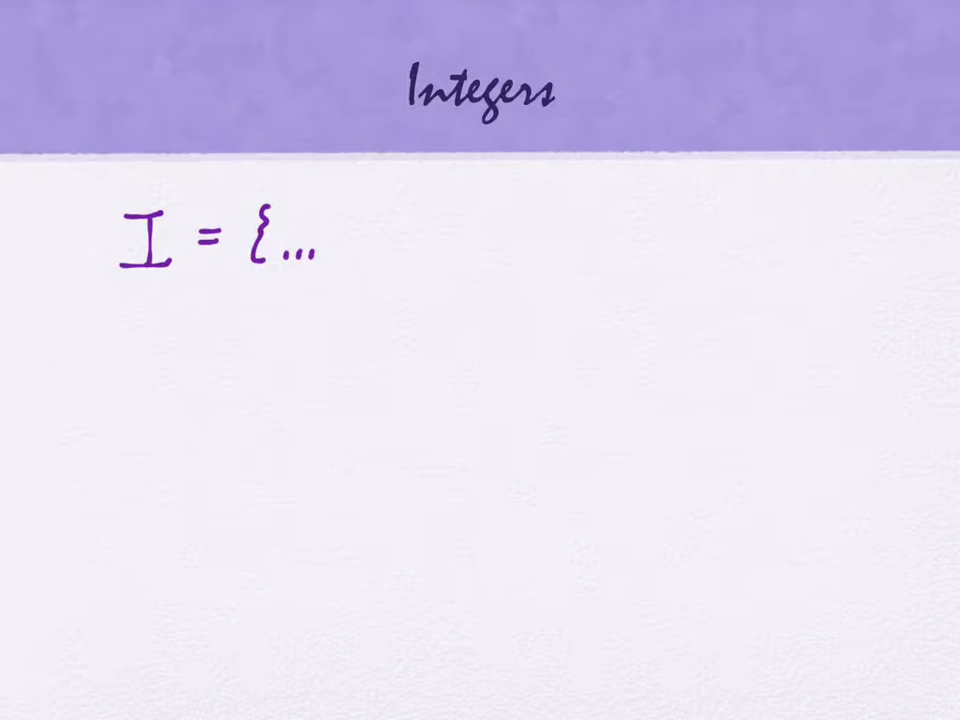 Integers
I = {...